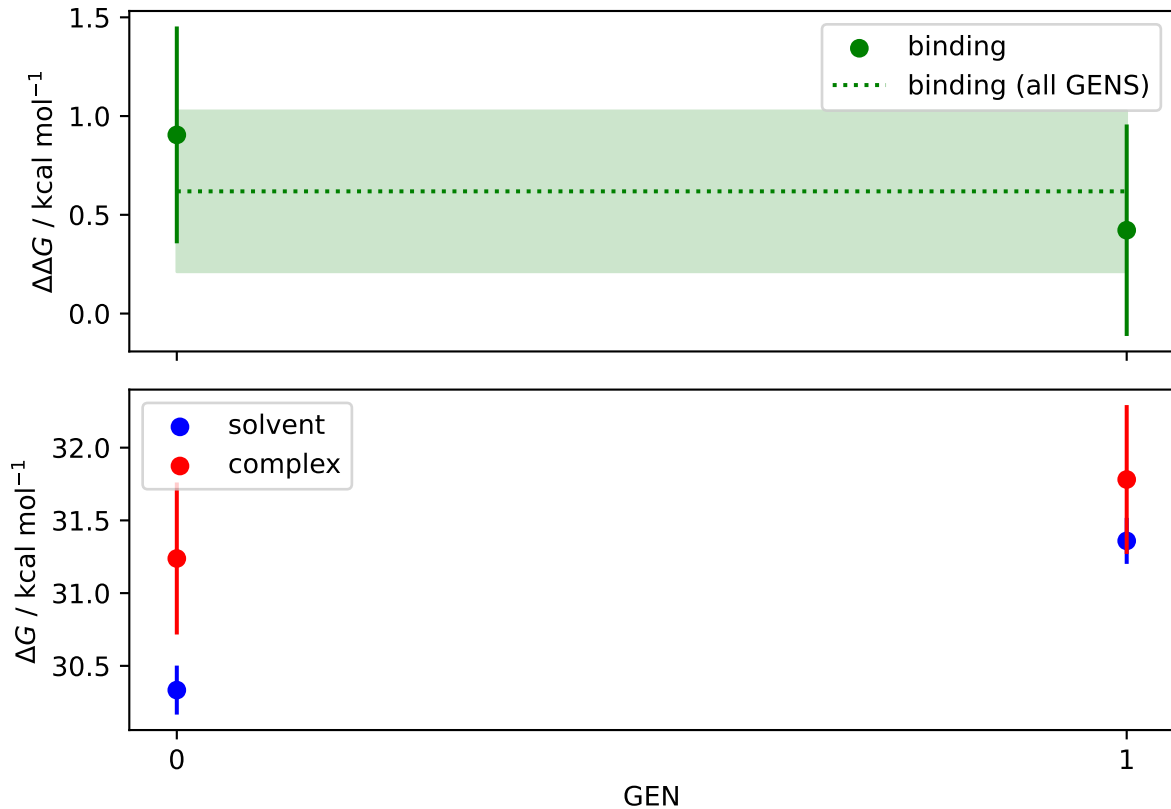 1.5
1.0
0.5
0.0
ΔΔG / kcal mol⁻¹
binding
binding (all GENS)
32.0
31.5
31.0
30.5
ΔG / kcal mol⁻¹
solvent
complex
0
1
GEN